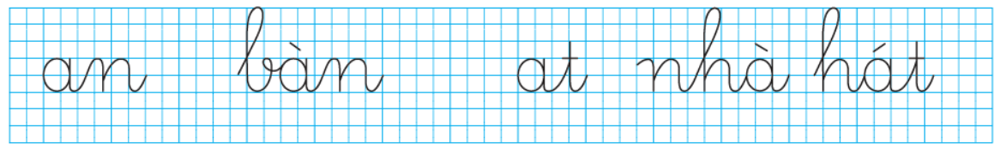 an bàn at nhà hát